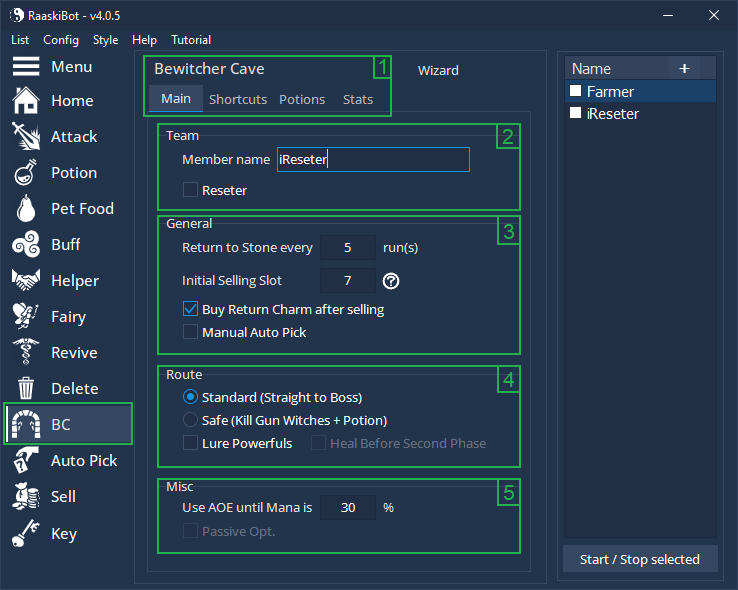 RaaskiBot - v4.0.5
List Config Style Help Tutorial
Menu
Home
Attack
Potion
Pet Food
Buff
Helper
Fairy
Revive
Delete
BC
Auto Pick
Sell
Key
Bewitcher Cave 1
Wizard
Main Shortcuts Potions Stats
Team 2
Member name iReseter
Reseter
General 3
Return to Stone every 5 run(s)
Initial Selling Slot 7 ?
Buy Return Charm after selling
Manual Auto Pick
Route 4
Standard (Straight to Boss)
Safe (Kill Gun Witches + Potion)
Lure Powerfuls Heal Before Second Phase
Misc 5
Use AOE until Mana is 30 %
Passive Opt.
Name +
Farmer
iReseter
Start / Stop selected